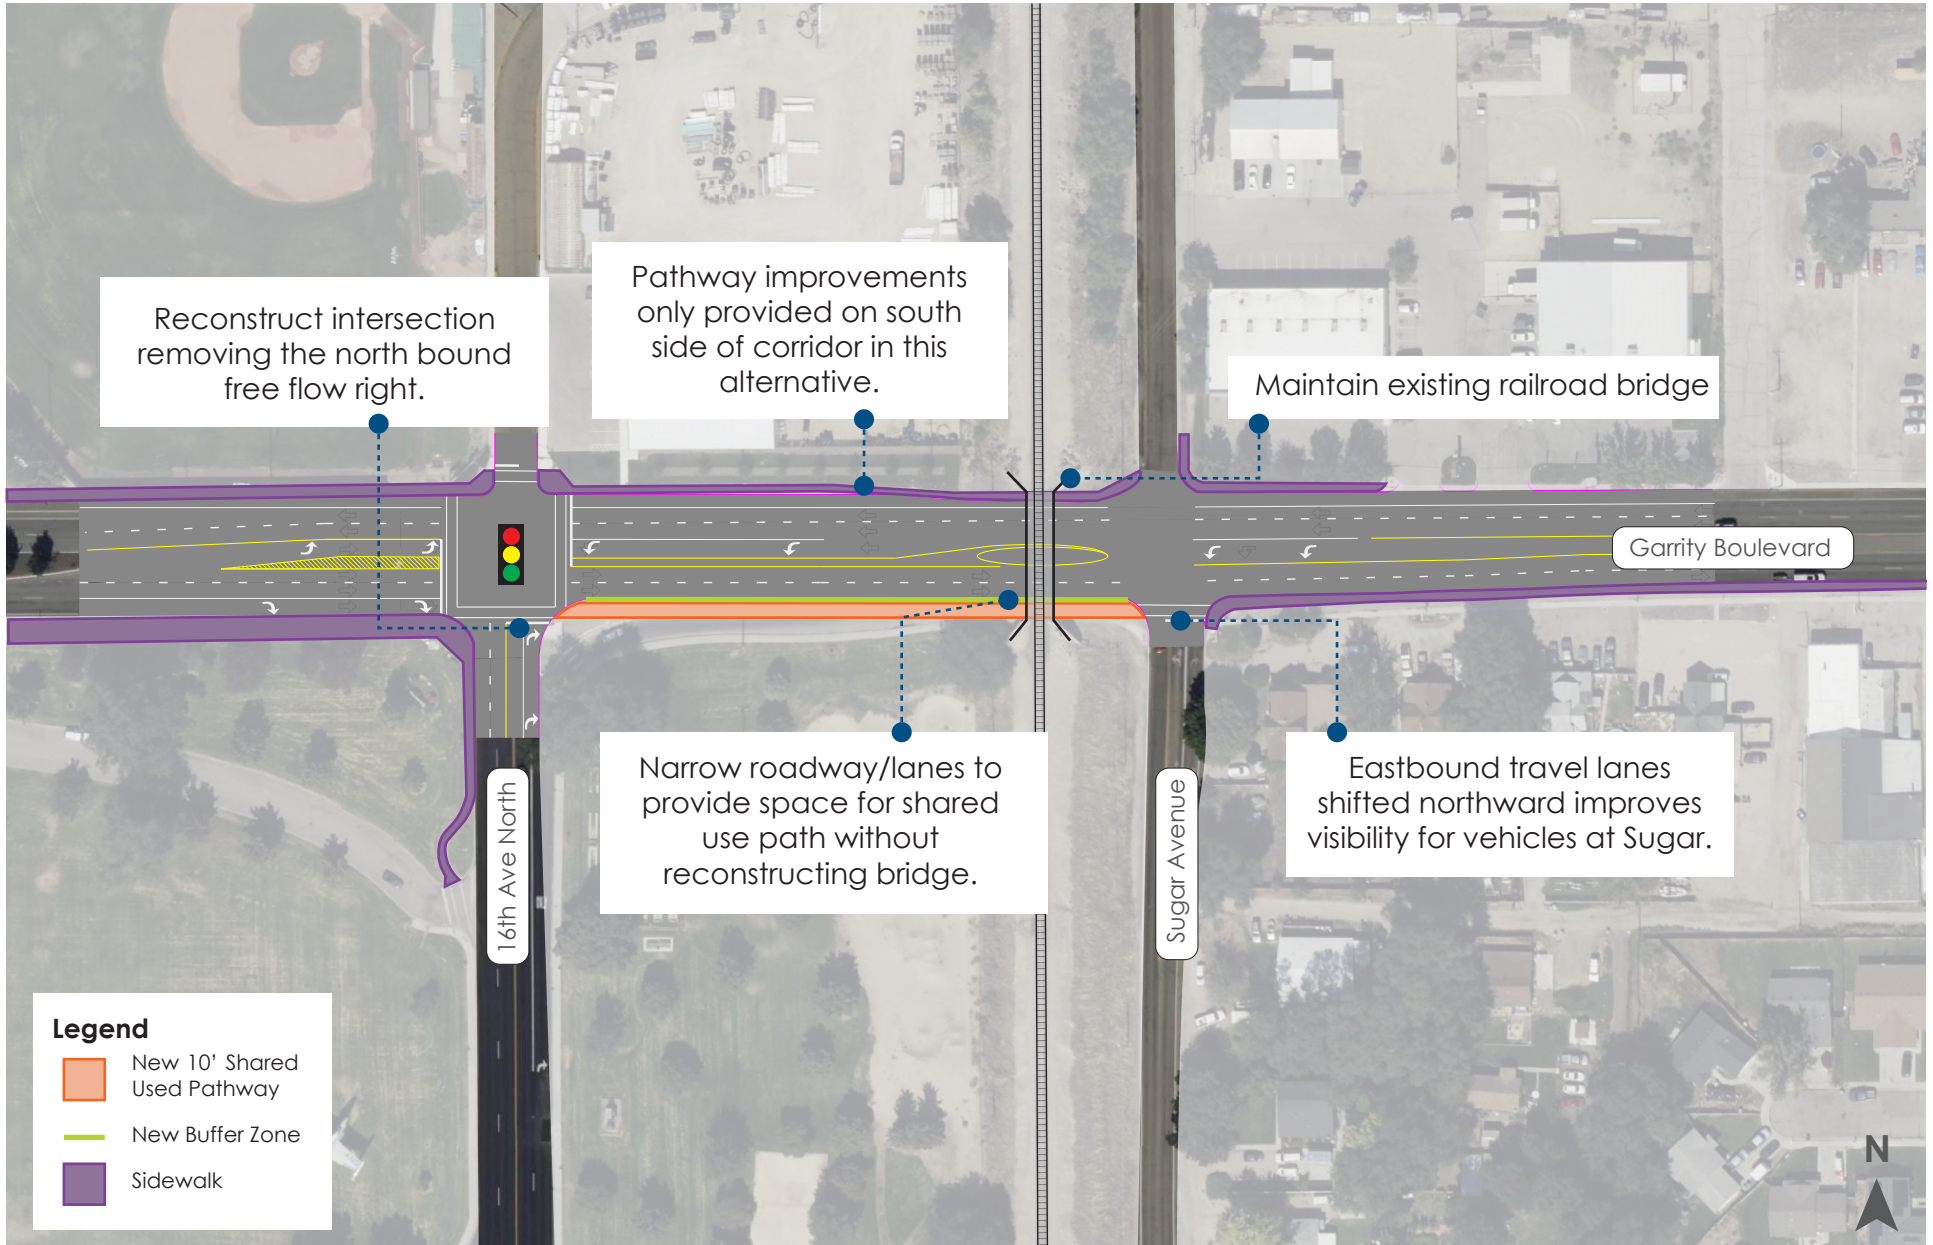 Reconstruct intersection
removing the north bound
free flow right.
Pathway improvements
only provided on south
side of corridor in this
alternative.
Maintain existing railroad bridge
Garrity Boulevard
Narrow roadway/lanes to
provide space for shared
use path without
reconstructing bridge.
Eastbound travel lanes
shifted northward improves
visibility for vehicles at Sugar.
16th Ave North
Sugar Avenue
Legend
New 10’ Shared
Used Pathway
New Buffer Zone
Sidewalk
N